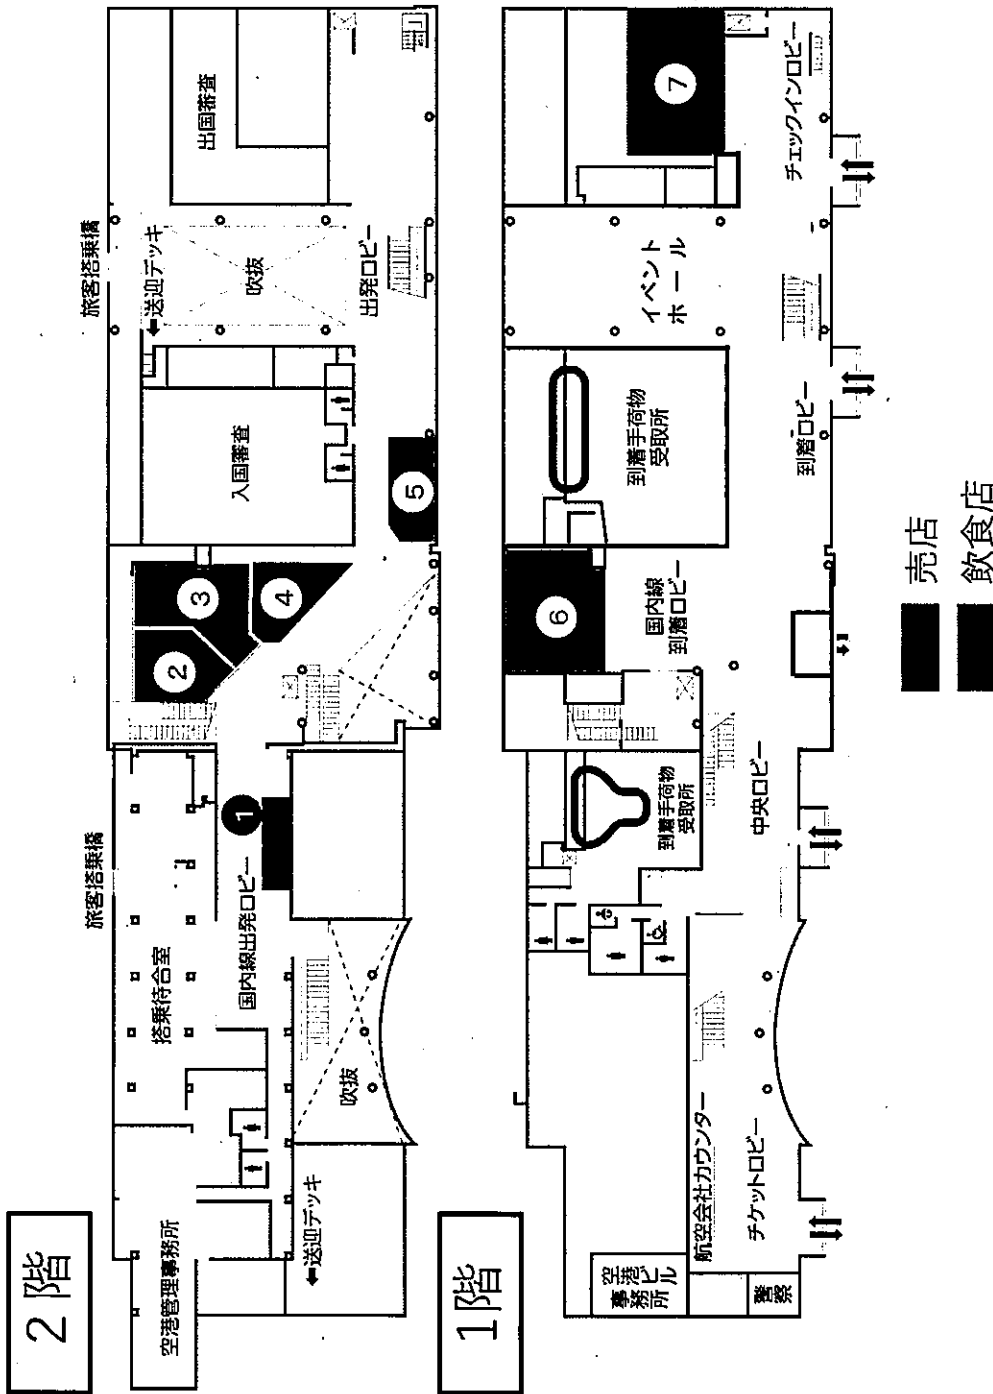 2階
空港管理事務所
搭乗待合室
旅客搭乗橋
国内線出発ロビー
1
吹抜
送迎デッキ
2
3
4
5
入国審査
旅客搭乗橋
送迎デッキ
吹抜
出発ロビー
出国審査
1階
空港ビル
事務所
警察
航空会社カウンター
チケットロビー
到着手荷物
受取所
中央ロビー
6
国内線
到着ロビー
到着手荷物
受取所
到着ロビー
イベント
ホール
7
チェックインロビー
売店
飲食店